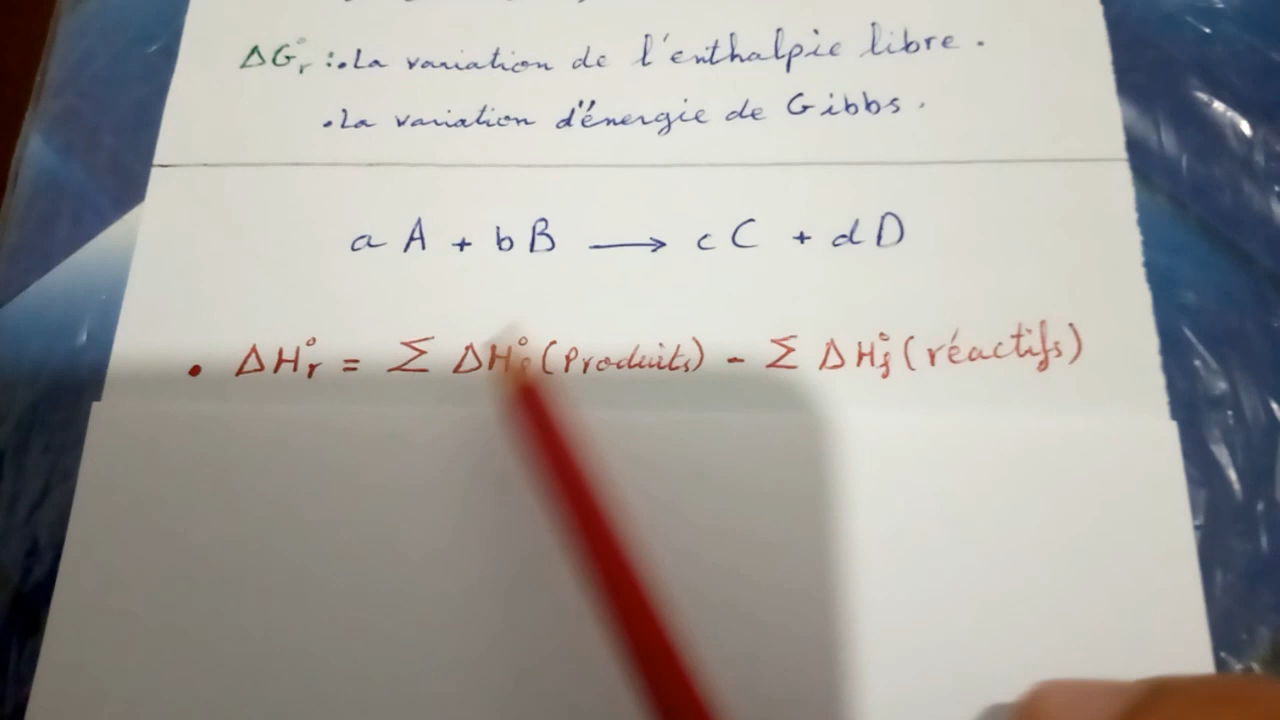 ΔG°r : . La variation de l'enthalpie libre .
. La variation d'énergie de Gibbs .
a A + b B ⟶ c C + d D
• ΔH°r = Σ ΔH°f (Produits) - Σ ΔH°f (réactifs)